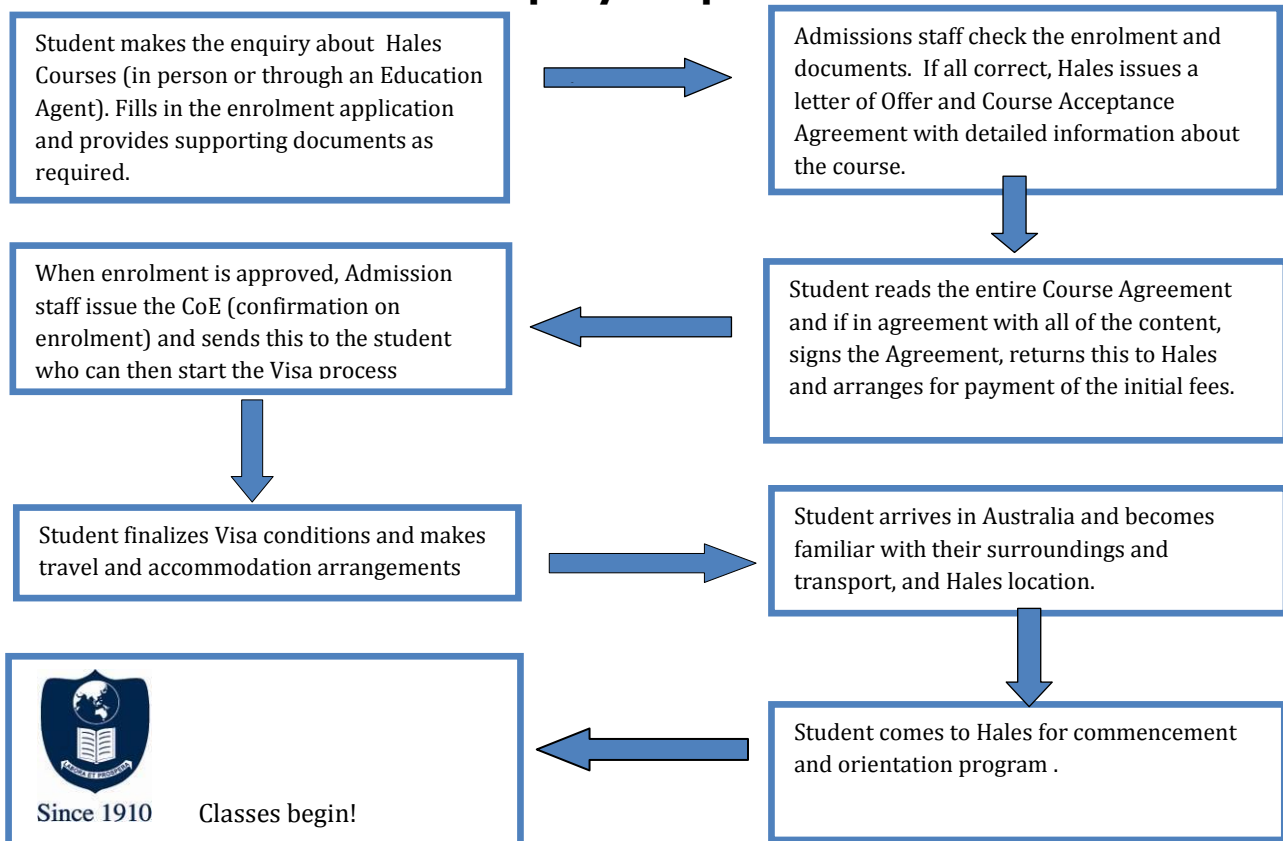 Student makes the enquiry about Hales
Courses (in person or through an Education
Agent). Fills in the enrolment application
and provides supporting documents as
required.
Admissions staff check the enrolment and
documents. If all correct, Hales issues a
letter of Offer and Course Acceptance
Agreement with detailed information about
the course.
Student reads the entire Course Agreement
and if in agreement with all of the content,
signs the Agreement, returns this to Hales
and arranges for payment of the initial fees.
When enrolment is approved, Admission
staff issue the CoE (confirmation on
enrolment) and sends this to the student
who can then start the Visa process
Student finalizes Visa conditions and makes
travel and accommodation arrangements
Student arrives in Australia and becomes
familiar with their surroundings and
transport, and Hales location.
Student comes to Hales for commencement
and orientation program .
LABORA ET PROSPERA
Since 1910
Classes begin!